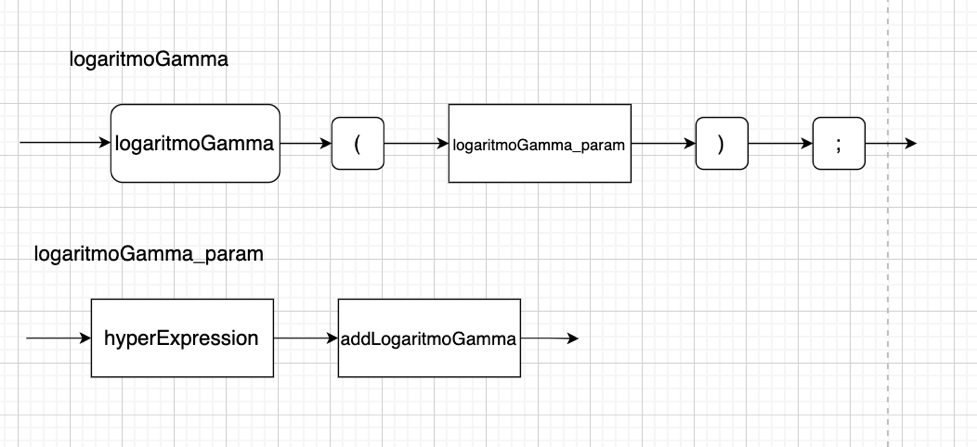 logaritmoGamma
logaritmoGamma ( logaritmoGamma_param ) ;
logaritmoGamma_param
hyperExpression addLogaritmoGamma